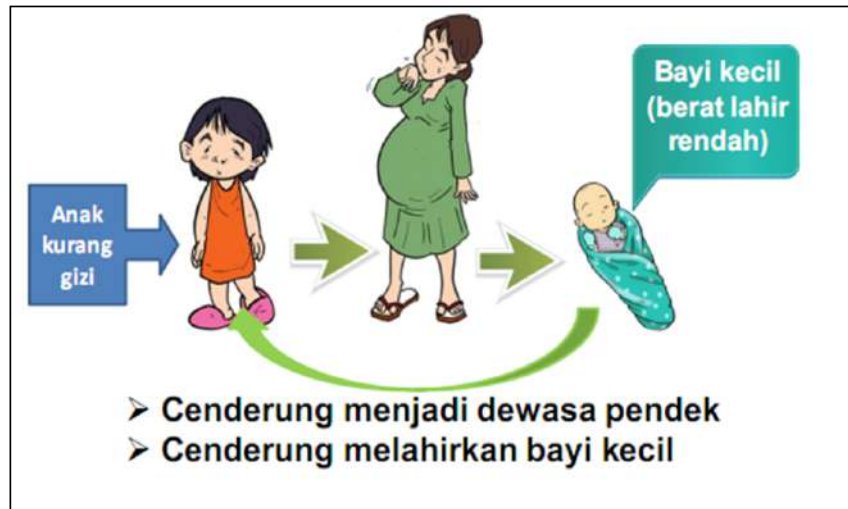 Bayi kecil
(berat lahir
rendah)
Anak
kurang
gizi
➢ Cenderung menjadi dewasa pendek
➢ Cenderung melahirkan bayi kecil